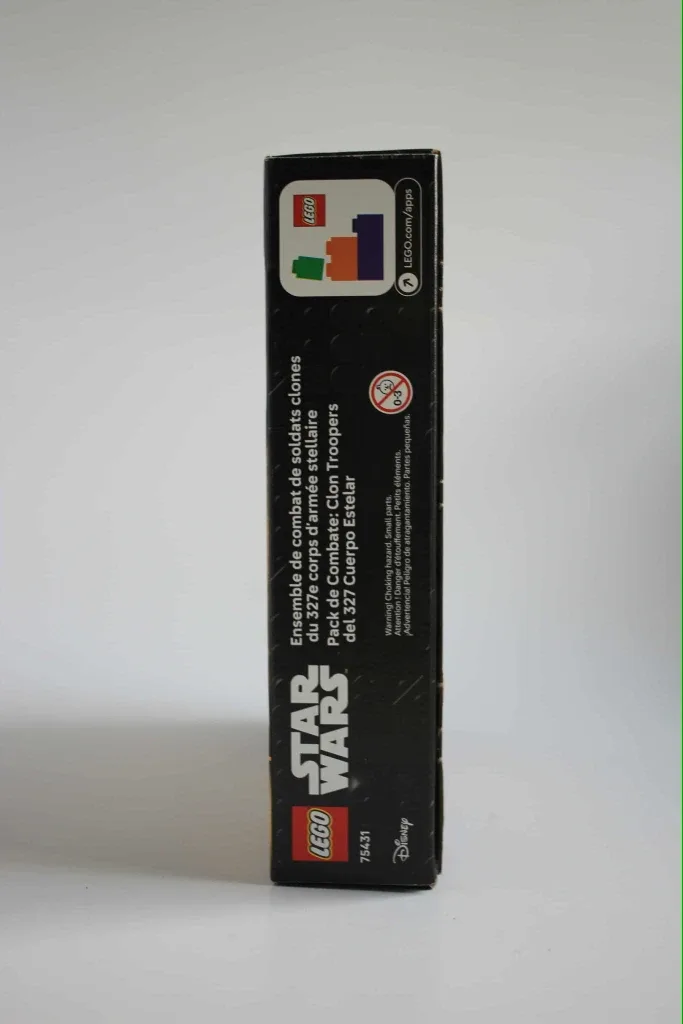 LEGO
STAR
WARS
75431
Disney
Ensemble de combat de soldats clones
du 327e corps d'armée stellaire
Pack de Combate: Clon Troopers
del 327 Cuerpo Estelar
Warning! Choking hazard. Small parts.
Attention ! Danger d'étouffement. Petits éléments.
¡Advertencia! Peligro de atragantamiento. Partes pequeñas.
0-3
LEGO
LEGO.com/apps